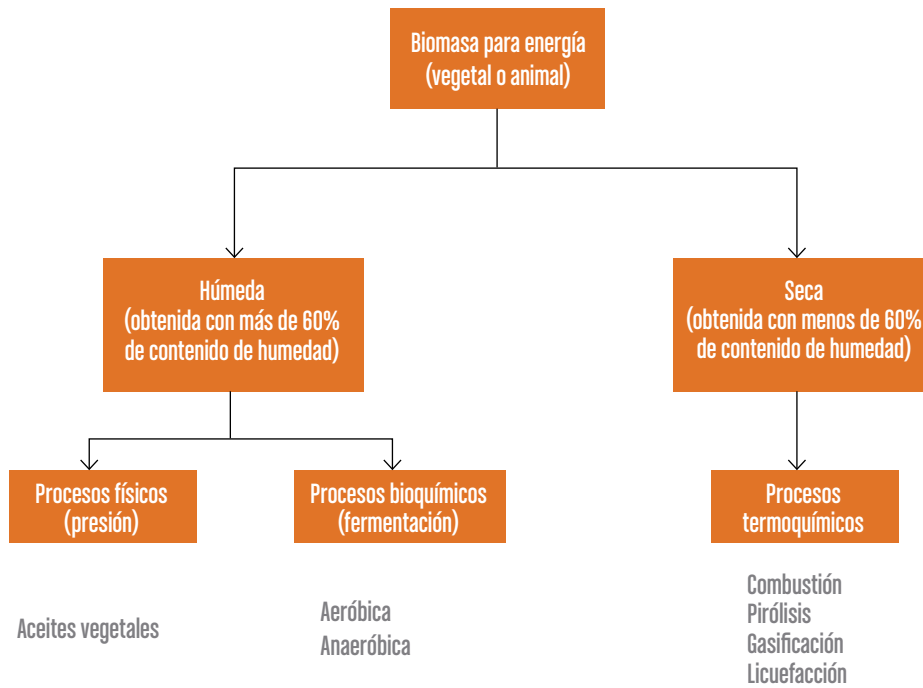 Biomasa para energía
(vegetal o animal)
Húmeda
(obtenida con más de 60%
de contenido de humedad)
Seca
(obtenida con menos de 60%
de contenido de humedad)
Procesos físicos
(presión)
Procesos bioquímicos
(fermentación)
Procesos
termoquímicos
Aceites vegetales
Aeróbica
Anaeróbica
Combustión
Pirólisis
Gasificación
Licuefacción